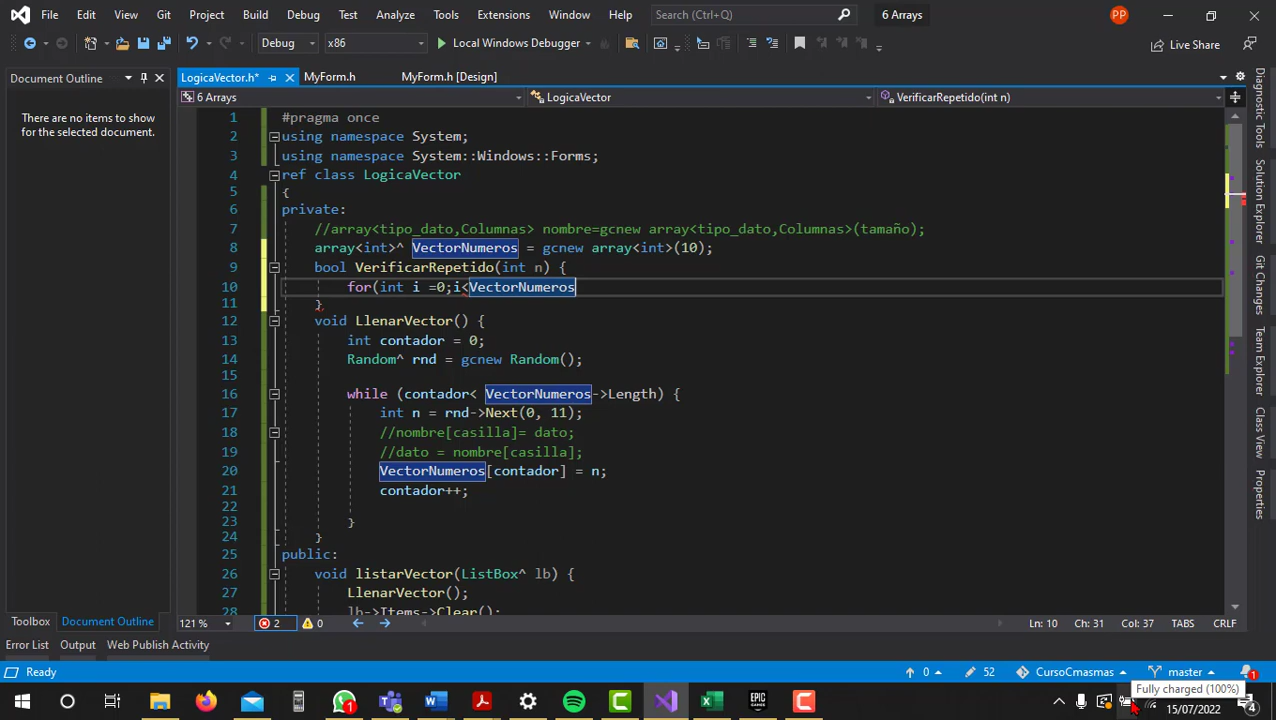 File Edit View Git Project Build Debug Test Analyze Tools Extensions Window Help Search (Ctrl+Q) 6 Arrays PP
Debug x86 Local Windows Debugger Live Share
Document Outline LogicaVector.h* MyForm.h MyForm.h [Design]
6 Arrays LogicaVector VerificarRepetido(int n)
There are no items to show
for the selected document.
1 #pragma once
2 using namespace System;
3 using namespace System::Windows::Forms;
4 ref class LogicaVector
5 {
6 private:
7 //array<tipo_dato,Columnas> nombre=gcnew array<tipo_dato,Columnas>(tamaño);
8 array<int>^ VectorNumeros = gcnew array<int>(10);
9 bool VerificarRepetido(int n) {
10 for(int i =0;i<VectorNumeros
11 }
12 void LlenarVector() {
13 int contador = 0;
14 Random^ rnd = gcnew Random();
15
16 while (contador< VectorNumeros->Length) {
17 int n = rnd->Next(0, 11);
18 //nombre[casilla]= dato;
19 //dato = nombre[casilla];
20 VectorNumeros[contador] = n;
21 contador++;
22
23 }
24 }
25 public:
26 void listarVector(ListBox^ lb) {
27 LlenarVector();
28 lb->Items->Clear();
Diagnostic Tools
Solution Explorer
Git Changes
Team Explorer
Class View
Properties
Toolbox Document Outline 121 % 2 0 Ln: 10 Ch: 31 Col: 37 TABS CRLF
Error List Output Web Publish Activity
Ready 0 52 CursoCmasmas master 1
Fully charged (100%)
1 15/07/2022 4